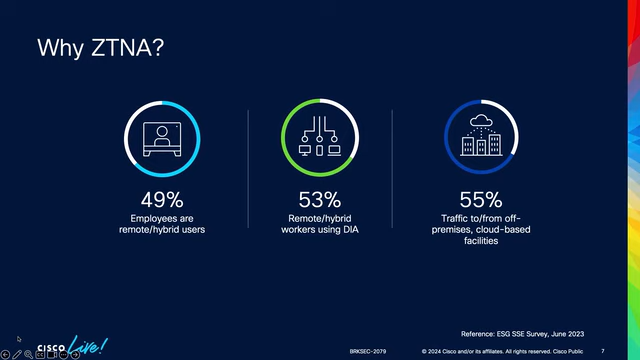 Why ZTNA?
49%
Employees are
remote/hybrid users
53%
Remote/hybrid
workers using DIA
55%
Traffic to/from off-
premises, cloud-based
facilities
Reference: ESG SSE Survey, June 2023
CISCO Live!
BRKSEC-2079
© 2024 Cisco and/or its affiliates. All rights reserved. Cisco Public
7